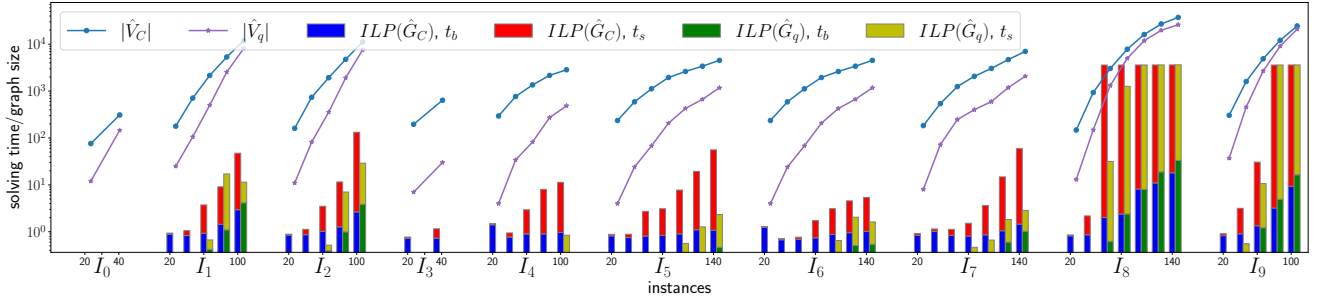 |V̂_C| |V̂_q| ILP(Ĝ_C), t_b ILP(Ĝ_C), t_s ILP(Ĝ_q), t_b ILP(Ĝ_q), t_s
solving time/graph size
10^4
10^3
10^2
10^1
10^0
20 40 20 100 20 100 20 40 20 100 20 140 20 140 20 140 20 140 20 100
I_0 I_1 I_2 I_3 I_4 I_5 I_6 I_7 I_8 I_9
instances